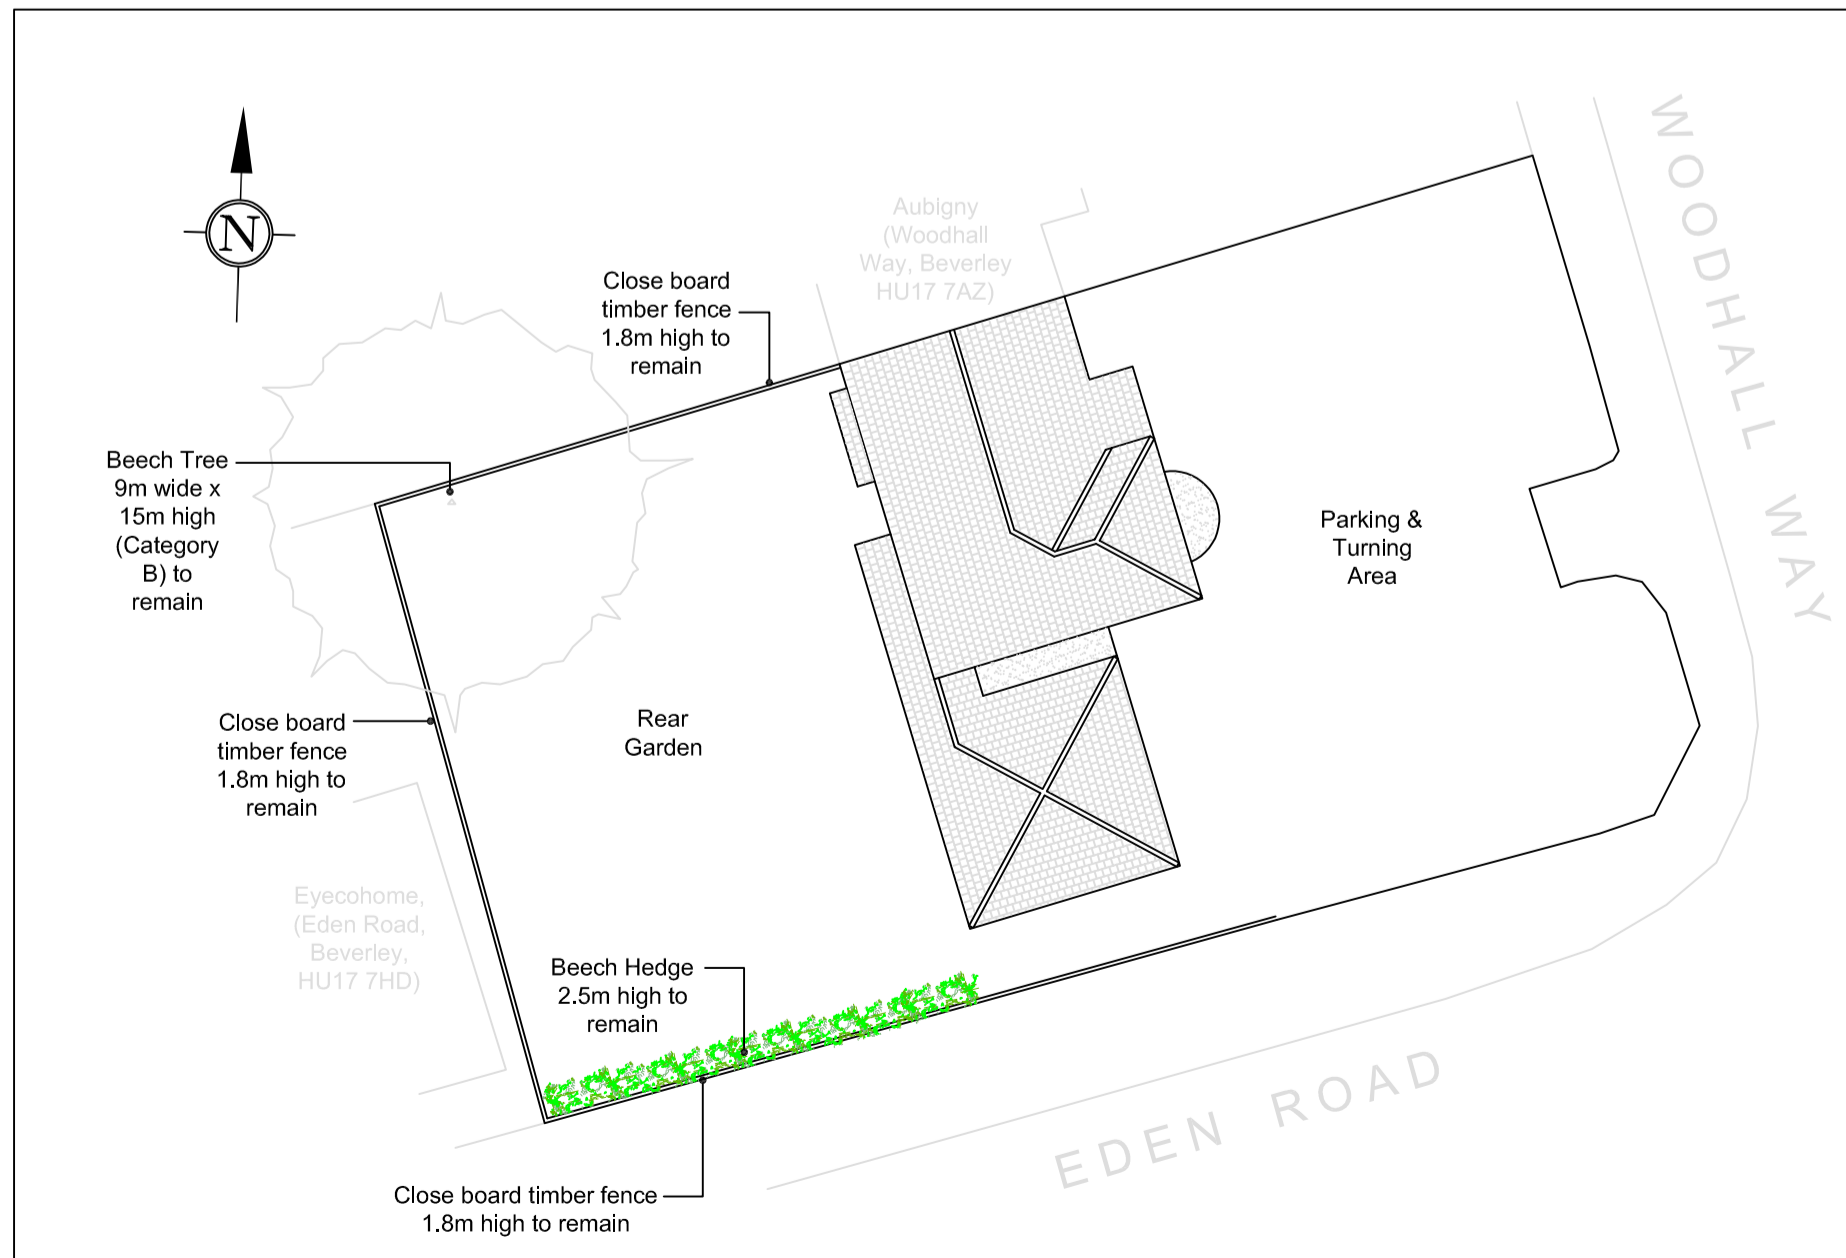 N
Aubigny
(Woodhall
Way, Beverley
HU17 7AZ)
WOODHALL WAY
Close board
timber fence
1.8m high to
remain
Beech Tree
9m wide x
15m high
(Category
B) to
remain
Parking &
Turning
Area
Close board
timber fence
1.8m high to
remain
Rear
Garden
Eyecohome,
(Eden Road,
Beverley,
HU17 7HD)
Beech Hedge
2.5m high to
remain
EDEN ROAD
Close board timber fence
1.8m high to remain